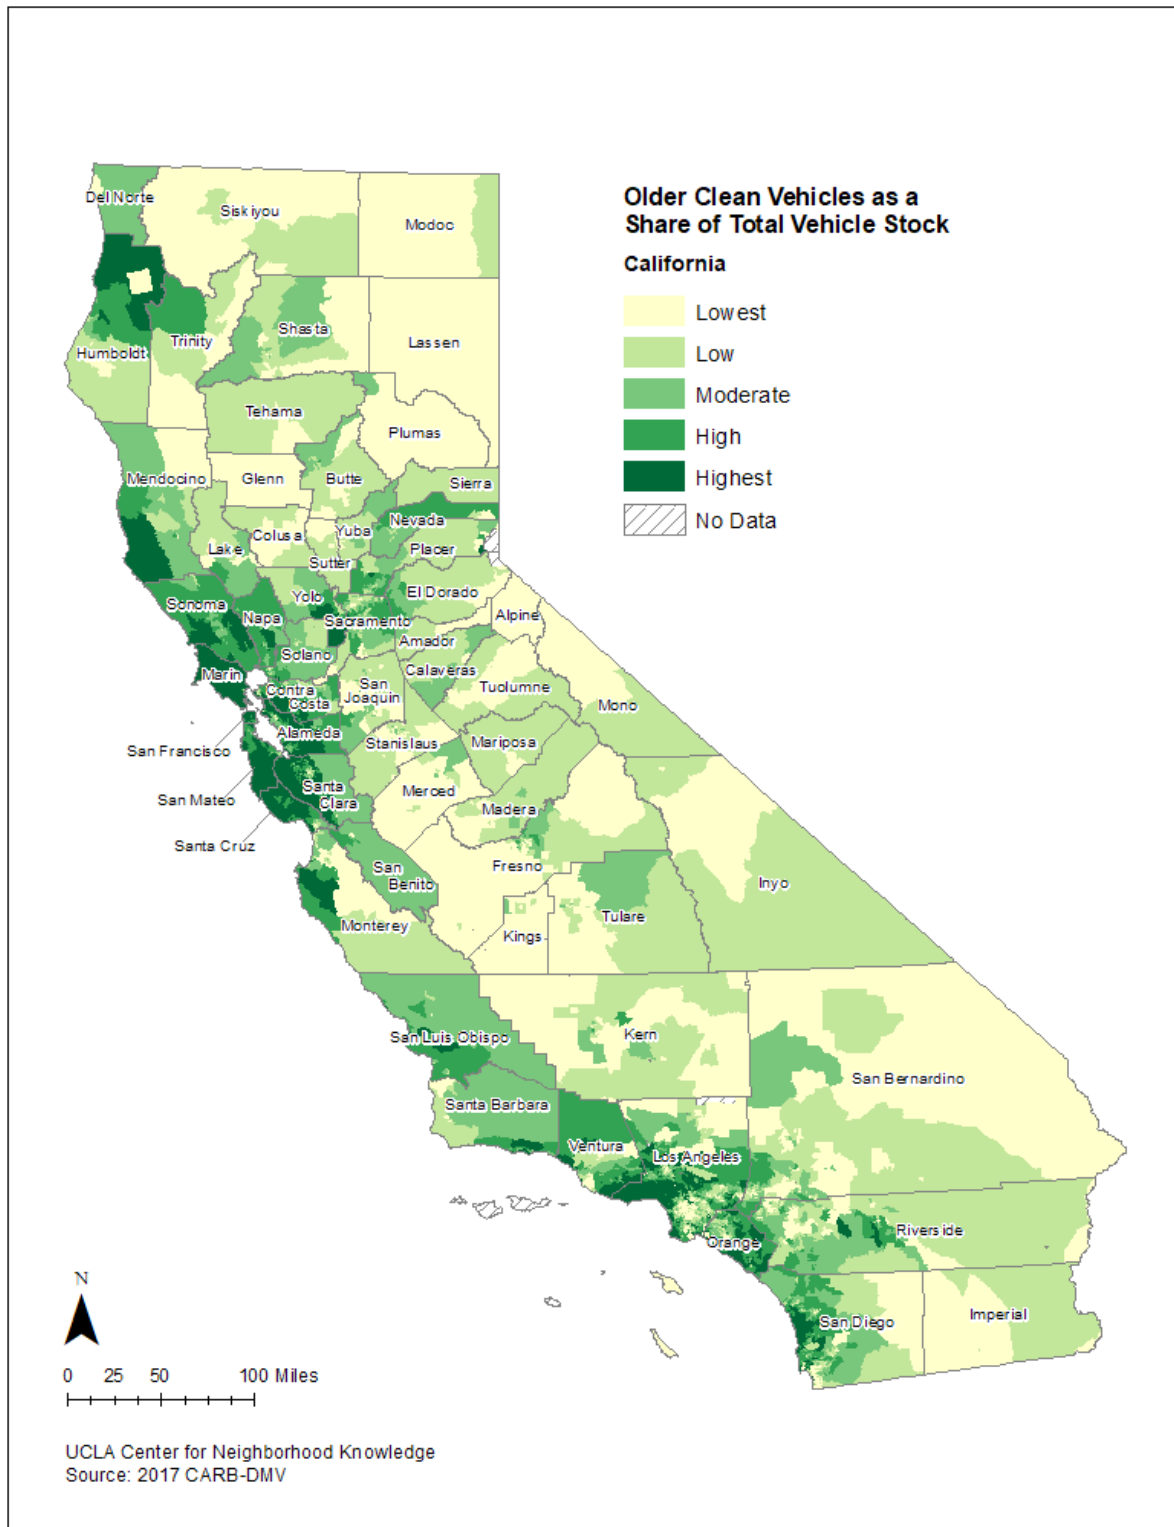 Older Clean Vehicles as a
Share of Total Vehicle Stock
California
Lowest
Low
Moderate
High
Highest
No Data
Del Norte
Siskiyou
Modoc
Humboldt
Trinity
Shasta
Lassen
Tehama
Plumas
Mendocino
Glenn
Butte
Sierra
Lake
Colusa
Yuba
Nevada
Sutter
Placer
Sonoma
Napa
Yolo
El Dorado
Sacramento
Alpine
Amador
Solano
Marin
Contra
Costa
San
Joaquin
Calaveras
Tuolumne
Mono
San Francisco
Alameda
Stanislaus
Mariposa
San Mateo
Santa
Clara
Merced
Madera
Santa Cruz
San
Benito
Fresno
Inyo
Monterey
Kings
Tulare
San Luis Obispo
Kern
San Bernardino
Santa Barbara
Ventura
Los Angeles
Orange
Riverside
San Diego
Imperial
N
0 25 50 100 Miles
UCLA Center for Neighborhood Knowledge
Source: 2017 CARB-DMV